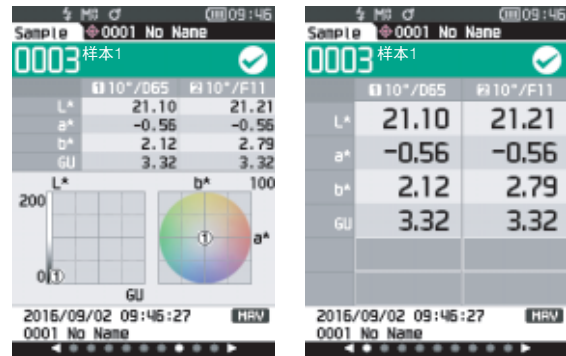 M/I 09:46
Sample 0001 No Name
0003 样本1
1 10°/D65 2 10°/F11
L* 21.10 21.21
a* -0.56 -0.56
b* 2.12 2.79
GU 3.32 3.32
L* b* 100
200
1 a*
0 1
GU
2016/09/02 09:46:27 MAV
0001 No Name
M/I 09:46
Sample 0001 No Name
0003 样本1
1 10°/D65 2 10°/F11
L* 21.10 21.21
a* -0.56 -0.56
b* 2.12 2.79
GU 3.32 3.32
2016/09/02 09:46:27 MAV
0001 No Name